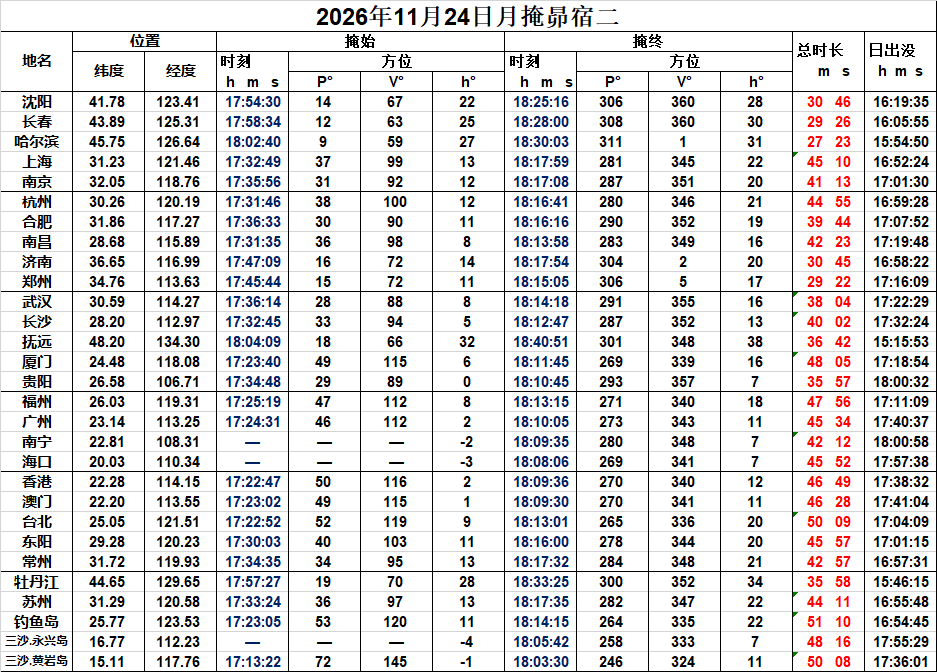 2026年11月24日月掩昴宿二
地名 位置 掩始 掩终 总时长 日出没
纬度 经度 时刻 方位 时刻 方位 m s h m s
h m s P° V° h° h m s P° V° h°
沈阳 41.78 123.41 17:54:30 14 67 22 18:25:16 306 360 28 30 46 16:19:35
长春 43.89 125.31 17:58:34 12 63 25 18:28:00 308 360 30 29 26 16:05:55
哈尔滨 45.75 126.64 18:02:40 9 59 27 18:30:03 311 1 31 27 23 15:54:50
上海 31.23 121.46 17:32:49 37 99 13 18:17:59 281 345 22 45 10 16:52:24
南京 32.05 118.76 17:35:56 31 92 12 18:17:08 287 351 20 41 13 17:01:30
杭州 30.26 120.19 17:31:46 38 100 12 18:16:41 280 346 21 44 55 16:59:28
合肥 31.86 117.27 17:36:33 30 90 11 18:16:16 290 352 19 39 44 17:07:52
南昌 28.68 115.89 17:31:35 36 98 8 18:13:58 283 349 16 42 23 17:19:48
济南 36.65 116.99 17:47:09 16 72 14 18:17:54 304 2 20 30 45 16:58:22
郑州 34.76 113.63 17:45:44 15 72 11 18:15:05 306 5 17 29 22 17:16:09
武汉 30.59 114.27 17:36:14 28 88 8 18:14:18 291 355 16 38 04 17:22:29
长沙 28.20 112.97 17:32:45 33 94 5 18:12:47 287 352 13 40 02 17:32:24
抚远 48.20 134.30 18:04:09 18 66 32 18:40:51 301 348 38 36 42 15:15:53
厦门 24.48 118.08 17:23:40 49 115 6 18:11:45 269 339 16 48 05 17:18:54
贵阳 26.58 106.71 17:34:48 29 89 0 18:10:45 293 357 7 35 57 18:00:32
福州 26.03 119.31 17:25:19 47 112 8 18:13:15 271 340 18 47 56 17:11:09
广州 23.14 113.25 17:24:31 46 112 2 18:10:05 273 343 11 45 34 17:40:37
南宁 22.81 108.31 — — — -2 18:09:35 280 348 7 42 12 18:00:58
海口 20.03 110.34 — — — -3 18:08:06 269 341 7 45 52 17:57:38
香港 22.28 114.15 17:22:47 50 116 2 18:09:36 270 340 12 46 49 17:38:32
澳门 22.20 113.55 17:23:02 49 115 1 18:09:30 270 341 11 46 28 17:41:04
台北 25.05 121.51 17:22:52 52 119 9 18:13:01 265 336 20 50 09 17:04:09
东阳 29.28 120.23 17:30:03 40 103 11 18:16:00 278 344 20 45 57 17:01:15
常州 31.72 119.93 17:34:35 34 95 13 18:17:32 284 348 21 42 57 16:57:31
牡丹江 44.65 129.65 17:57:27 19 70 28 18:33:25 300 352 34 35 58 15:46:15
苏州 31.29 120.58 17:33:24 36 97 13 18:17:35 282 347 22 44 11 16:55:48
钓鱼岛 25.77 123.53 17:23:05 53 120 11 18:14:15 264 335 22 51 10 16:54:45
三沙.永兴岛 16.77 112.23 — — — -4 18:05:42 258 333 7 48 16 17:55:29
三沙.黄岩岛 15.11 117.76 17:13:22 72 145 -1 18:03:30 246 324 11 50 08 17:36:01